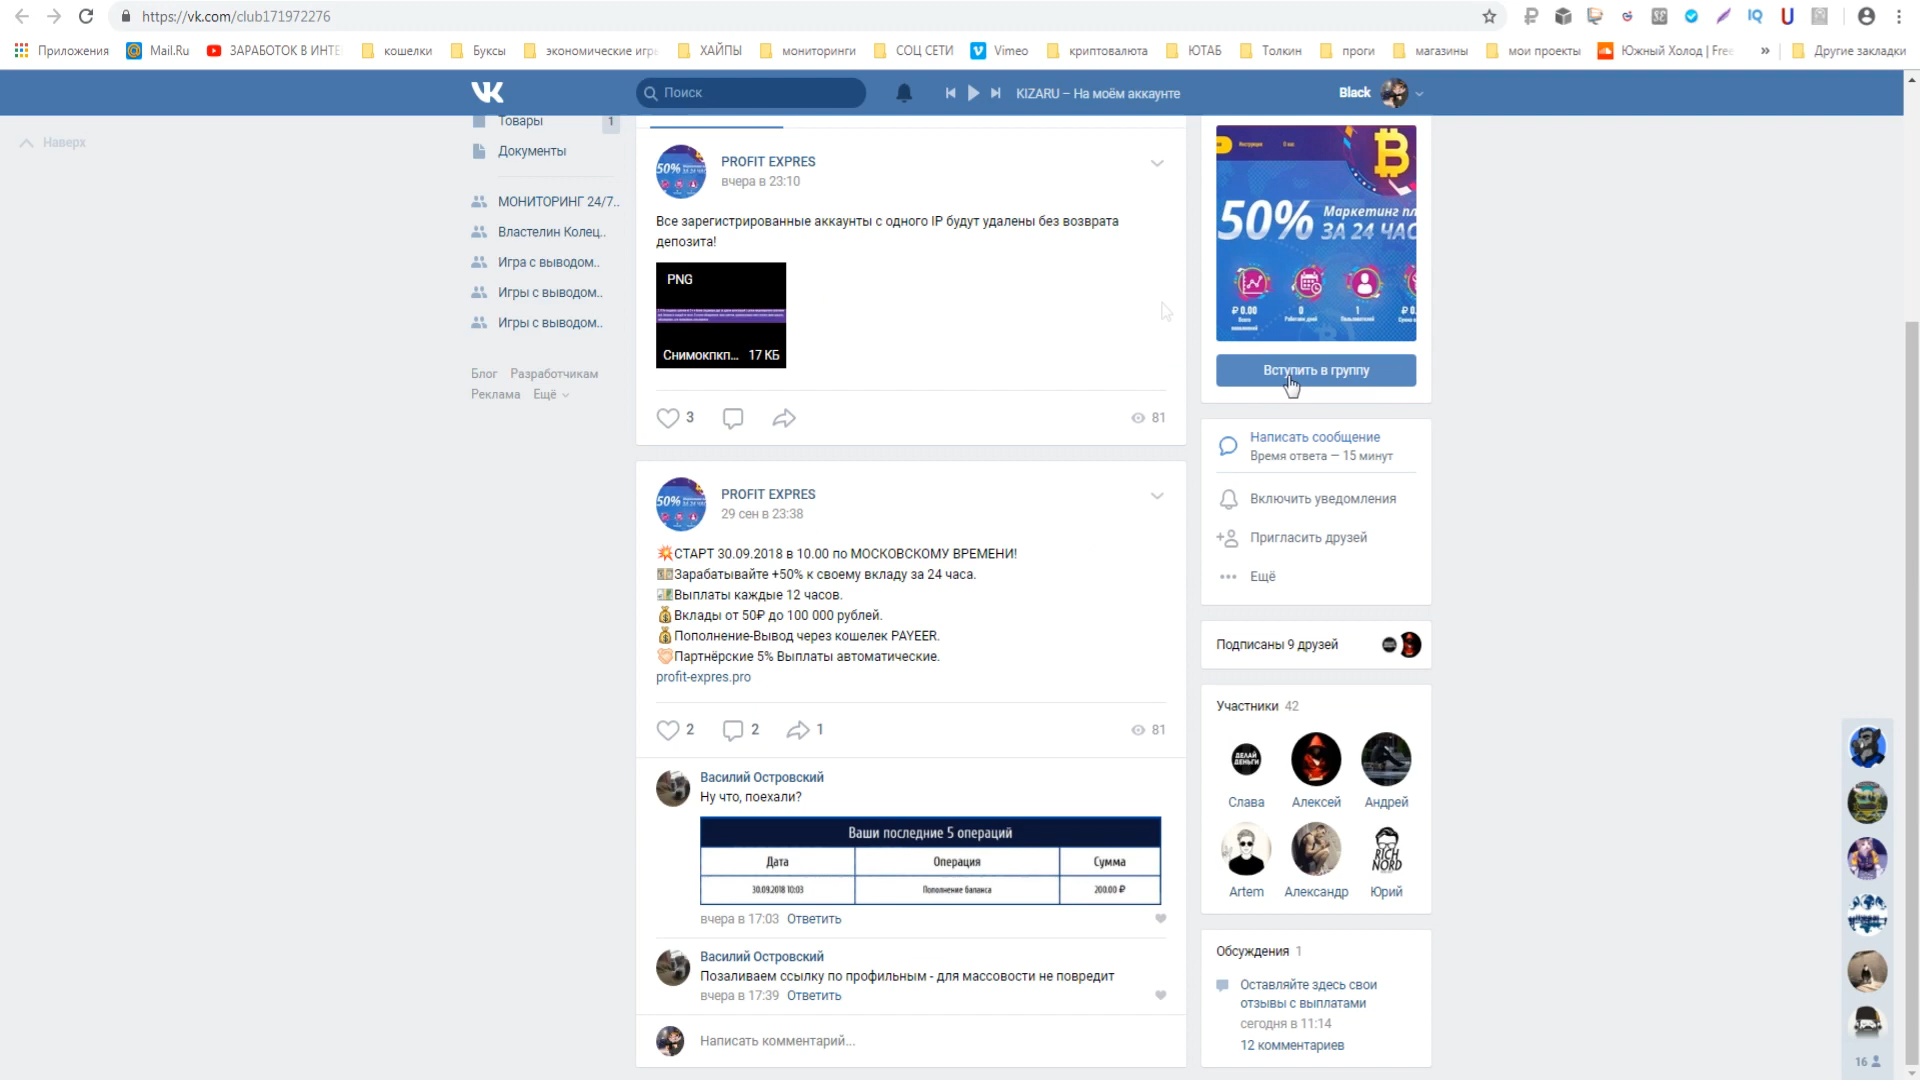 https://vk.com/club171972276
Приложения
Mail.Ru
ЗАРАБОТОК В ИНТЕ
кошелки
Буксы
экономические игры
ХАЙПЫ
мониторинги
СОЦ СЕТИ
Vimeo
криптовалюта
ЮТАБ
Толкин
проги
магазины
мои проекты
Южный Холод | Free
»
Другие закладки
Поиск
KIZARU – На моём аккаунте
Black
Наверх
Товары
1
Документы
МОНИТОРИНГ 24/7..
Властелин Колец..
Игра с выводом..
Игры с выводом..
Игры с выводом..
Блог Разработчикам
Реклама Ещё
PROFIT EXPRES
вчера в 23:10
Все зарегистрированные аккаунты с одного IP будут удалены без возврата
депозита!
PNG
Снимокпкп... 17 КБ
3
81
PROFIT EXPRES
29 сен в 23:38
СТАРТ 30.09.2018 в 10.00 по МОСКОВСКОМУ ВРЕМЕНИ!
Зарабатывайте +50% к своему вкладу за 24 часа.
Выплаты каждые 12 часов.
Вклады от 50₽ до 100 000 рублей.
Пополнение-Вывод через кошелек PAYEER.
Партнёрские 5% Выплаты автоматические.
profit-expres.pro
2
2
1
81
Василий Островский
Ну что, поехали?
Ваши последние 5 операций
Дата Операция Сумма
30.09.2018 10:03 Пополнение баланса 200.00 ₽
вчера в 17:03 Ответить
Василий Островский
Позаливаем ссылку по профильным - для массовости не повредит
вчера в 17:39 Ответить
Написать комментарий...
50% Маркетинг пл
ЗА 24 ЧАС
₽ 0.00
0
1
₽ 0.
Вступить в группу
Написать сообщение
Время ответа — 15 минут
Включить уведомления
Пригласить друзей
Ещё
Подписаны 9 друзей
Участники 42
ДЕЛАЙ
ДЕНЬГИ
Слава
Алексей
Андрей
RICH
NORD
Artem
Александр
Юрий
Обсуждения 1
Оставляйте здесь свои
отзывы с выплатами
сегодня в 11:14
12 комментариев
16